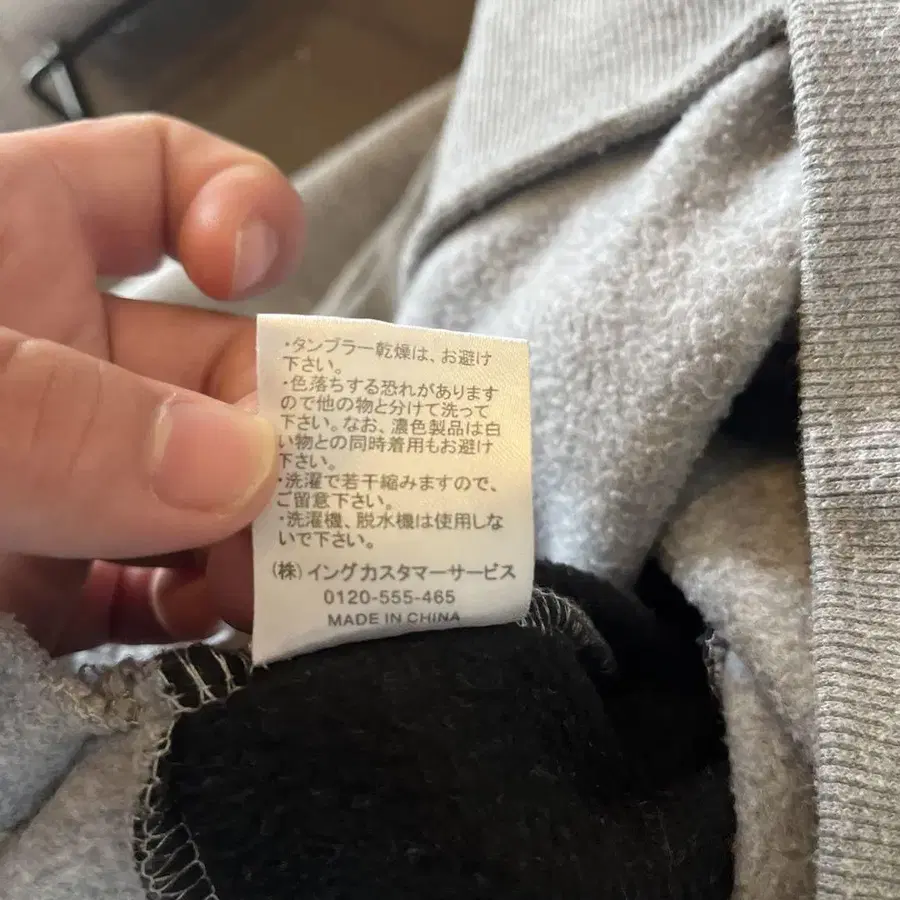 ・タンブラー乾燥は、お避け
下さい。
・色落ちする恐れがあります
ので他の物と分けて洗って
下さい。なお、濃色製品は白
い物との同時着用もお避け
下さい。
・洗濯で若干縮みますので、
ご留意下さい。
・洗濯機、脱水機は使用しな
いで下さい。
(株)イングカスタマーサービス
0120-555-465
MADE IN CHINA